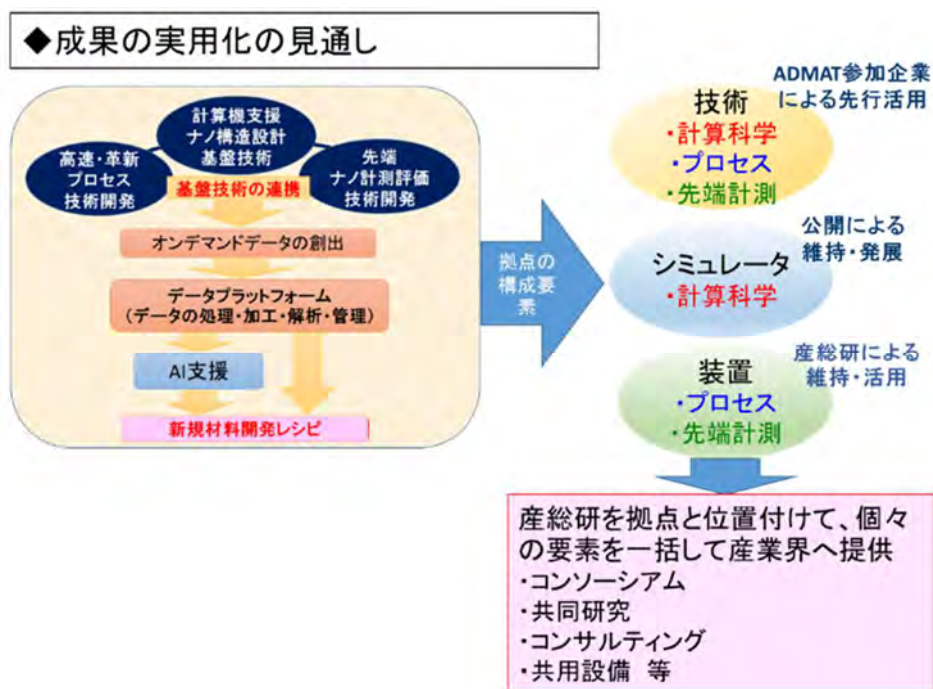 ◆成果の実用化の見通し
計算機支援
ナノ構造設計
基盤技術
高速・革新
プロセス
技術開発
先端
ナノ計測評価
技術開発
基盤技術の連携
オンデマンドデータの創出
データプラットフォーム
(データの処理・加工・解析・管理)
AI支援
新規材料開発レシピ
拠点の
構成要
素
ADMAT参加企業
による先行活用
技術
・計算科学
・プロセス
・先端計測
公開による
維持・発展
シミュレータ
・計算科学
産総研による
維持・活用
装置
・プロセス
・先端計測
産総研を拠点と位置付けて、個々
の要素を一括して産業界へ提供
・コンソーシアム
・共同研究
・コンサルティング
・共用設備 等